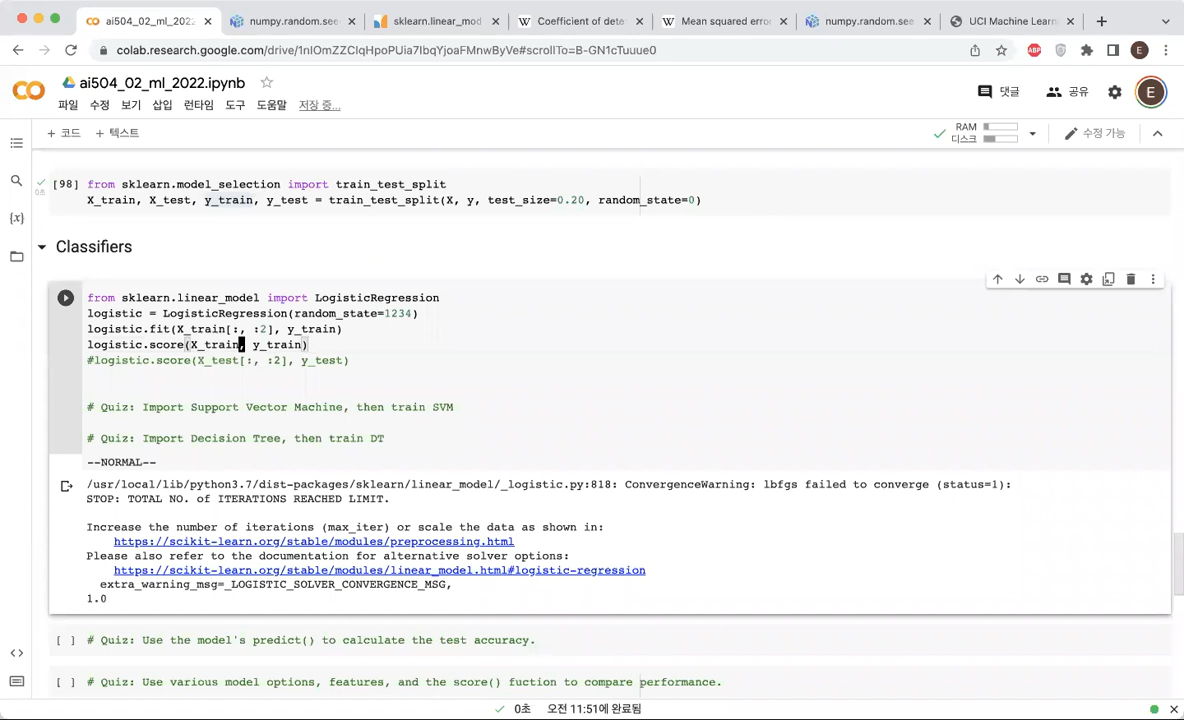 ai504_02_ml_2022.ipynb
numpy.random.see
sklearn.linear_mod
Coefficient of dete
Mean squared erro
numpy.random.see
UCI Machine Learn
colab.research.google.com/drive/1nIOmZZClqHpoPUia7IbqYjoaFMnwByVe#scrollTo=B-GN1cTuuue0
ABP
E
ai504_02_ml_2022.ipynb
파일 수정 보기 삽입 런타임 도구 도움말 저장 중...
댓글
공유
E
+ 코드 + 텍스트
RAM
디스크
수정 가능
[98] from sklearn.model_selection import train_test_split
0초
X_train, X_test, y_train, y_test = train_test_split(X, y, test_size=0.20, random_state=0)
Classifiers
from sklearn.linear_model import LogisticRegression
logistic = LogisticRegression(random_state=1234)
logistic.fit(X_train[:, :2], y_train)
logistic.score(X_train, y_train)
#logistic.score(X_test[:, :2], y_test)
# Quiz: Import Support Vector Machine, then train SVM
# Quiz: Import Decision Tree, then train DT
--NORMAL--
/usr/local/lib/python3.7/dist-packages/sklearn/linear_model/_logistic.py:818: ConvergenceWarning: lbfgs failed to converge (status=1):
STOP: TOTAL NO. of ITERATIONS REACHED LIMIT.
Increase the number of iterations (max_iter) or scale the data as shown in:
https://scikit-learn.org/stable/modules/preprocessing.html
Please also refer to the documentation for alternative solver options:
https://scikit-learn.org/stable/modules/linear_model.html#logistic-regression
extra_warning_msg=_LOGISTIC_SOLVER_CONVERGENCE_MSG,
1.0
[ ] # Quiz: Use the model's predict() to calculate the test accuracy.
[ ] # Quiz: Use various model options, features, and the score() fuction to compare performance.
0초 오전 11:51에 완료됨